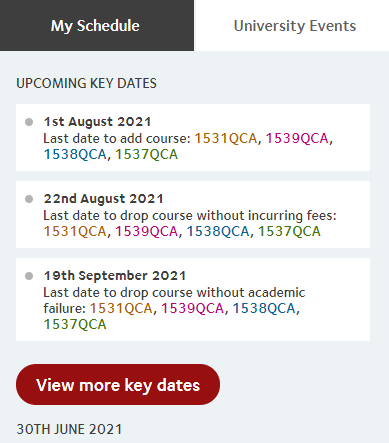 My Schedule
University Events
UPCOMING KEY DATES
1st August 2021
Last date to add course: 1531QCA, 1539QCA,
1538QCA, 1537QCA
22nd August 2021
Last date to drop course without incurring fees:
1531QCA, 1539QCA, 1538QCA, 1537QCA
19th September 2021
Last date to drop course without academic
failure: 1531QCA, 1539QCA, 1538QCA,
1537QCA
View more key dates
30TH JUNE 2021